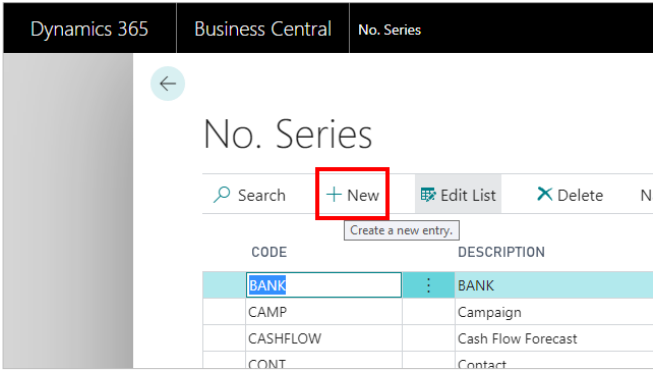 Dynamics 365 Business Central No. Series
No. Series
Search New Edit List Delete N
Create a new entry.
CODE DESCRIPTION
BANK BANK
CAMP Campaign
CASHFLOW Cash Flow Forecast
CONT Contact